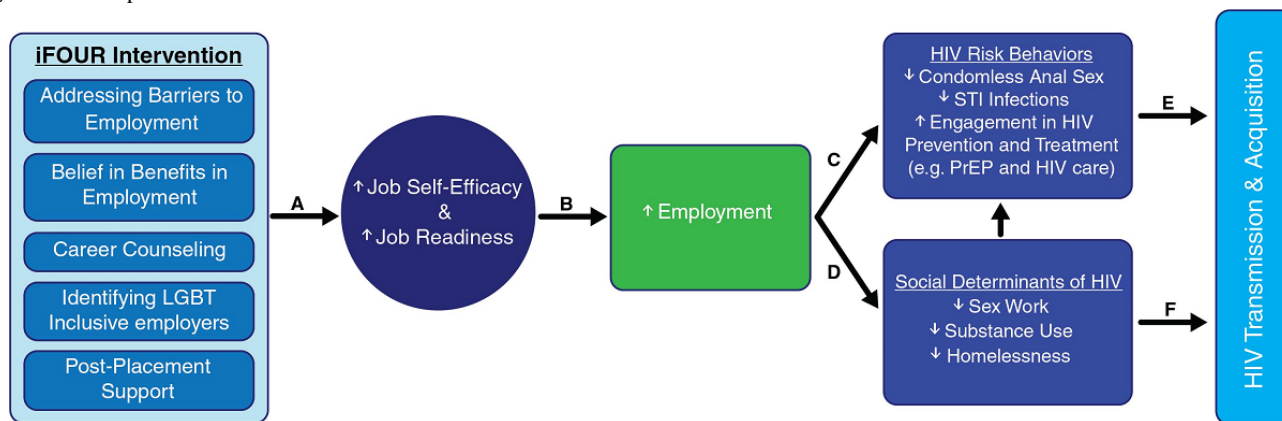 iFOUR Intervention
Addressing Barriers to
Employment
Belief in Benefits in
Employment
Career Counseling
Identifying LGBT
Inclusive employers
Post-Placement
Support
A
↑ Job Self-Efficacy
&
↑ Job Readiness
B
↑ Employment
C
D
HIV Risk Behaviors
↓ Condomless Anal Sex
↓ STI Infections
↑ Engagement in HIV
Prevention and Treatment
(e.g. PrEP and HIV care)
Social Determinants of HIV
↓ Sex Work
↓ Substance Use
↓ Homelessness
E
F
HIV Transmission & Acquisition